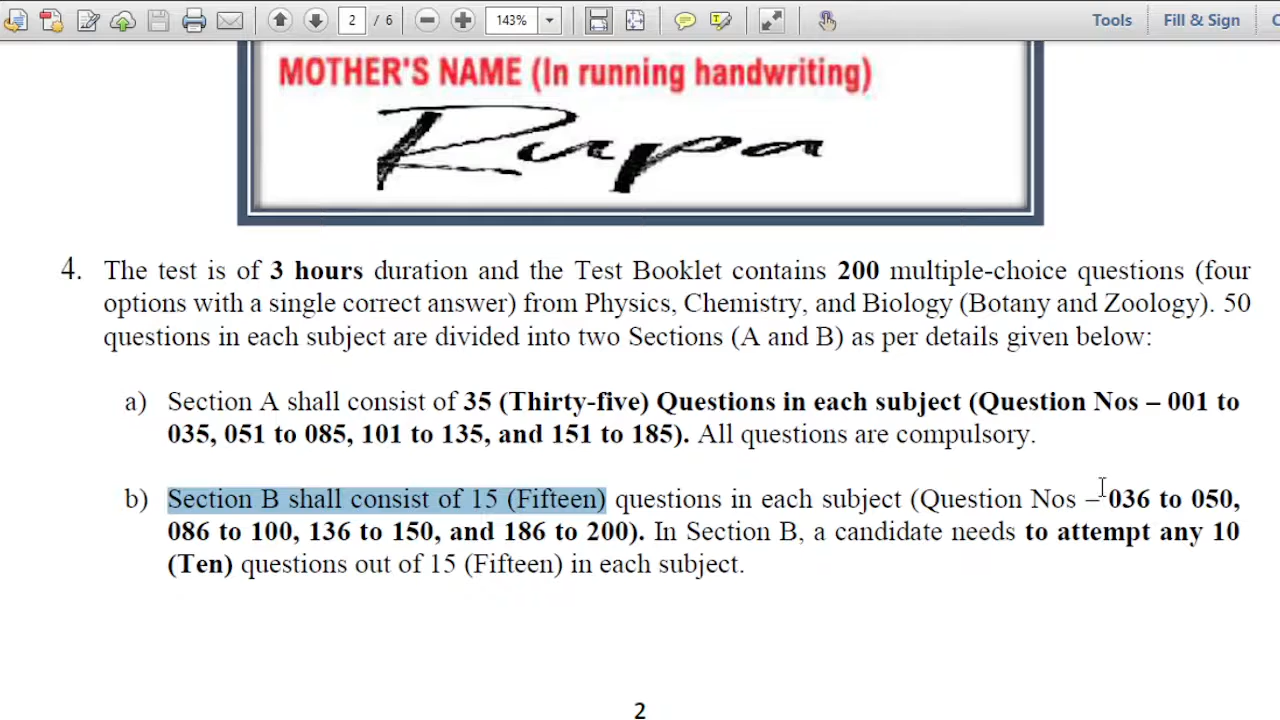 2 / 6
143%
Tools
Fill & Sign
C
MOTHER'S NAME (In running handwriting)
Rupa
4. The test is of 3 hours duration and the Test Booklet contains 200 multiple-choice questions (four
options with a single correct answer) from Physics, Chemistry, and Biology (Botany and Zoology). 50
questions in each subject are divided into two Sections (A and B) as per details given below:
a) Section A shall consist of 35 (Thirty-five) Questions in each subject (Question Nos – 001 to
035, 051 to 085, 101 to 135, and 151 to 185). All questions are compulsory.
b) Section B shall consist of 15 (Fifteen) questions in each subject (Question Nos – 036 to 050,
086 to 100, 136 to 150, and 186 to 200). In Section B, a candidate needs to attempt any 10
(Ten) questions out of 15 (Fifteen) in each subject.
2